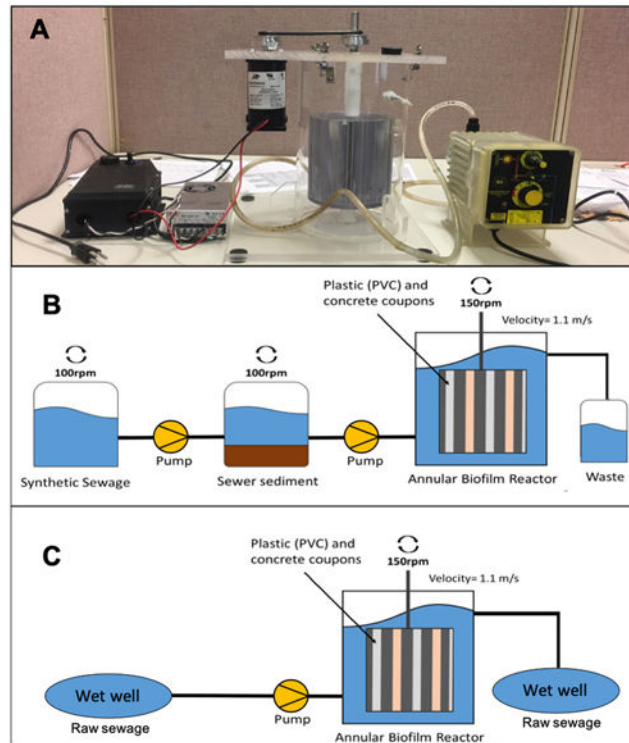 A
B
Plastic (PVC) and
concrete coupons
150rpm
Velocity= 1.1 m/s
100rpm
100rpm
Pump
Pump
Synthetic Sewage
Sewer sediment
Annular Biofilm Reactor
Waste
C
Plastic (PVC) and
concrete coupons
150rpm
Velocity= 1.1 m/s
Wet well
Raw sewage
Pump
Annular Biofilm Reactor
Wet well
Raw sewage